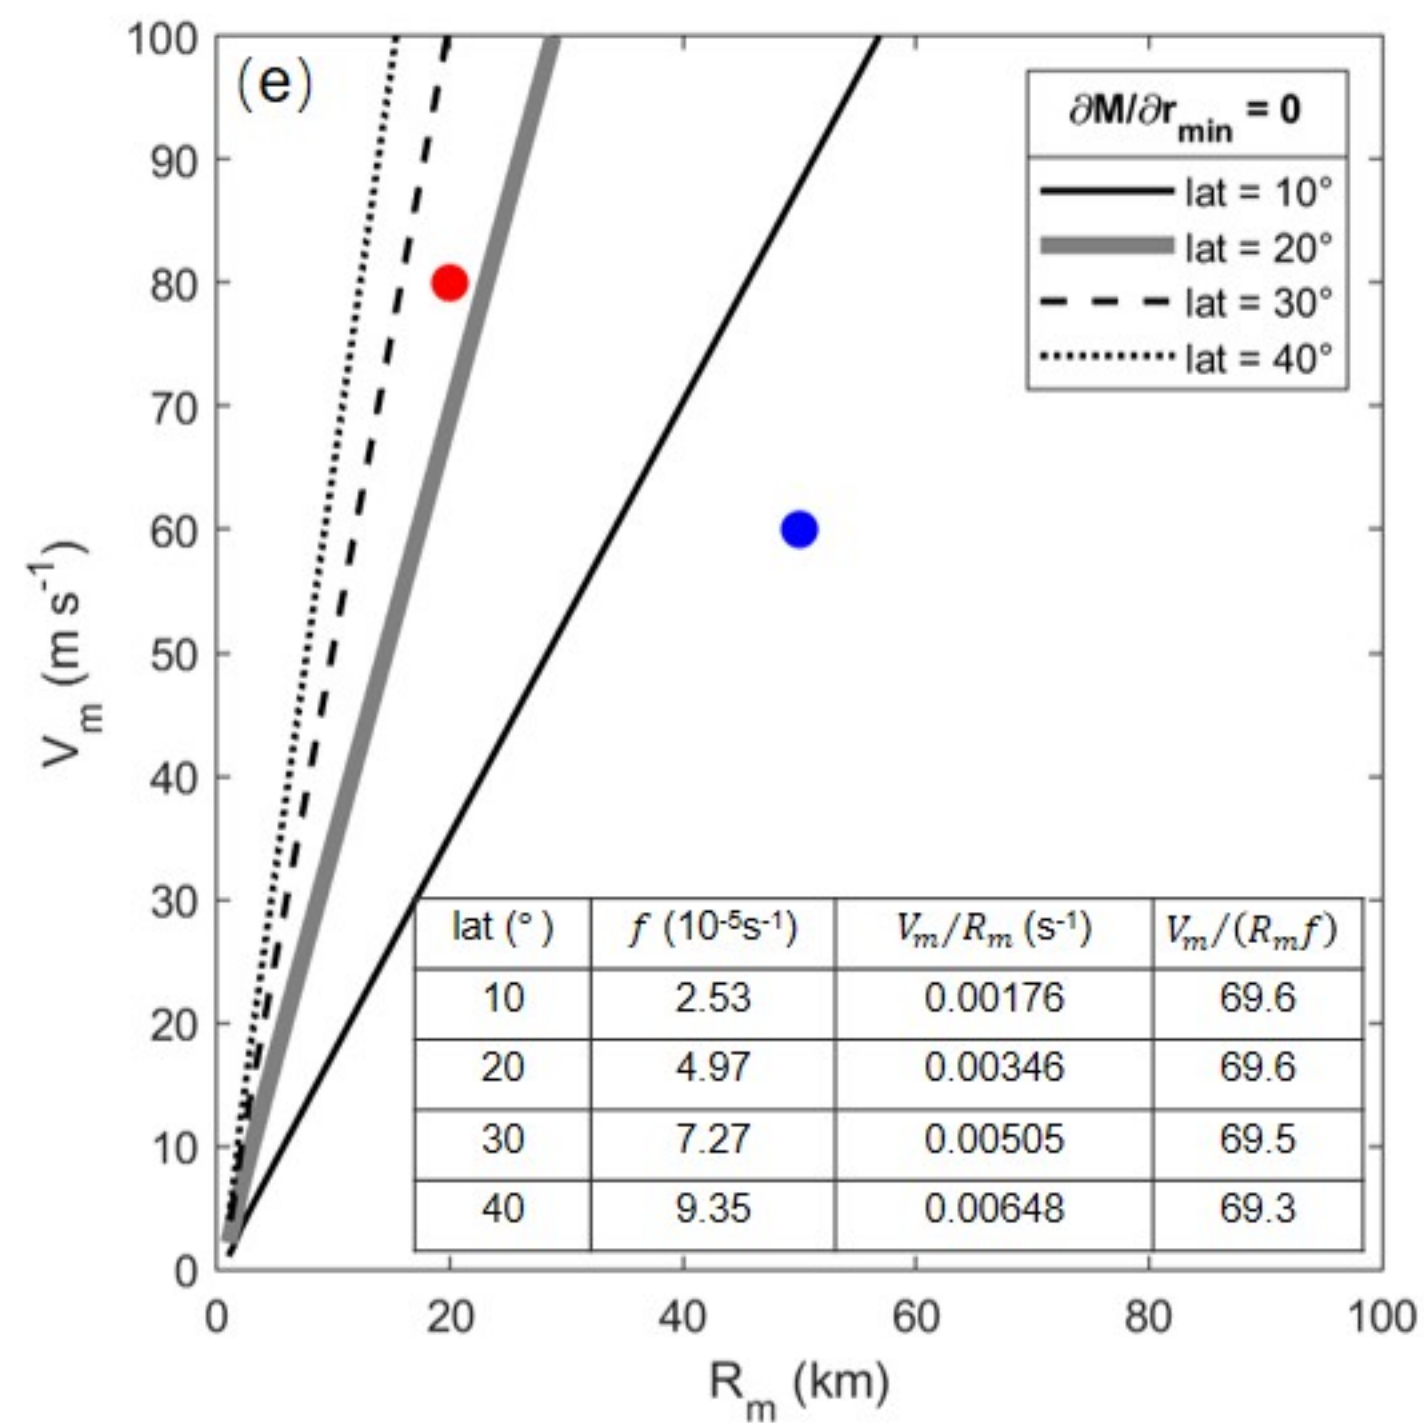 (e)
100
90
80
70
60
50
40
30
20
10
0
V_m (m s⁻¹)
∂M/∂r_min = 0
lat = 10°
lat = 20°
lat = 30°
lat = 40°
lat (°) f (10⁻⁵s⁻¹) V_m/R_m (s⁻¹) V_m/(R_m f)
10 2.53 0.00176 69.6
20 4.97 0.00346 69.6
30 7.27 0.00505 69.5
40 9.35 0.00648 69.3
0 20 40 60 80 100
R_m (km)